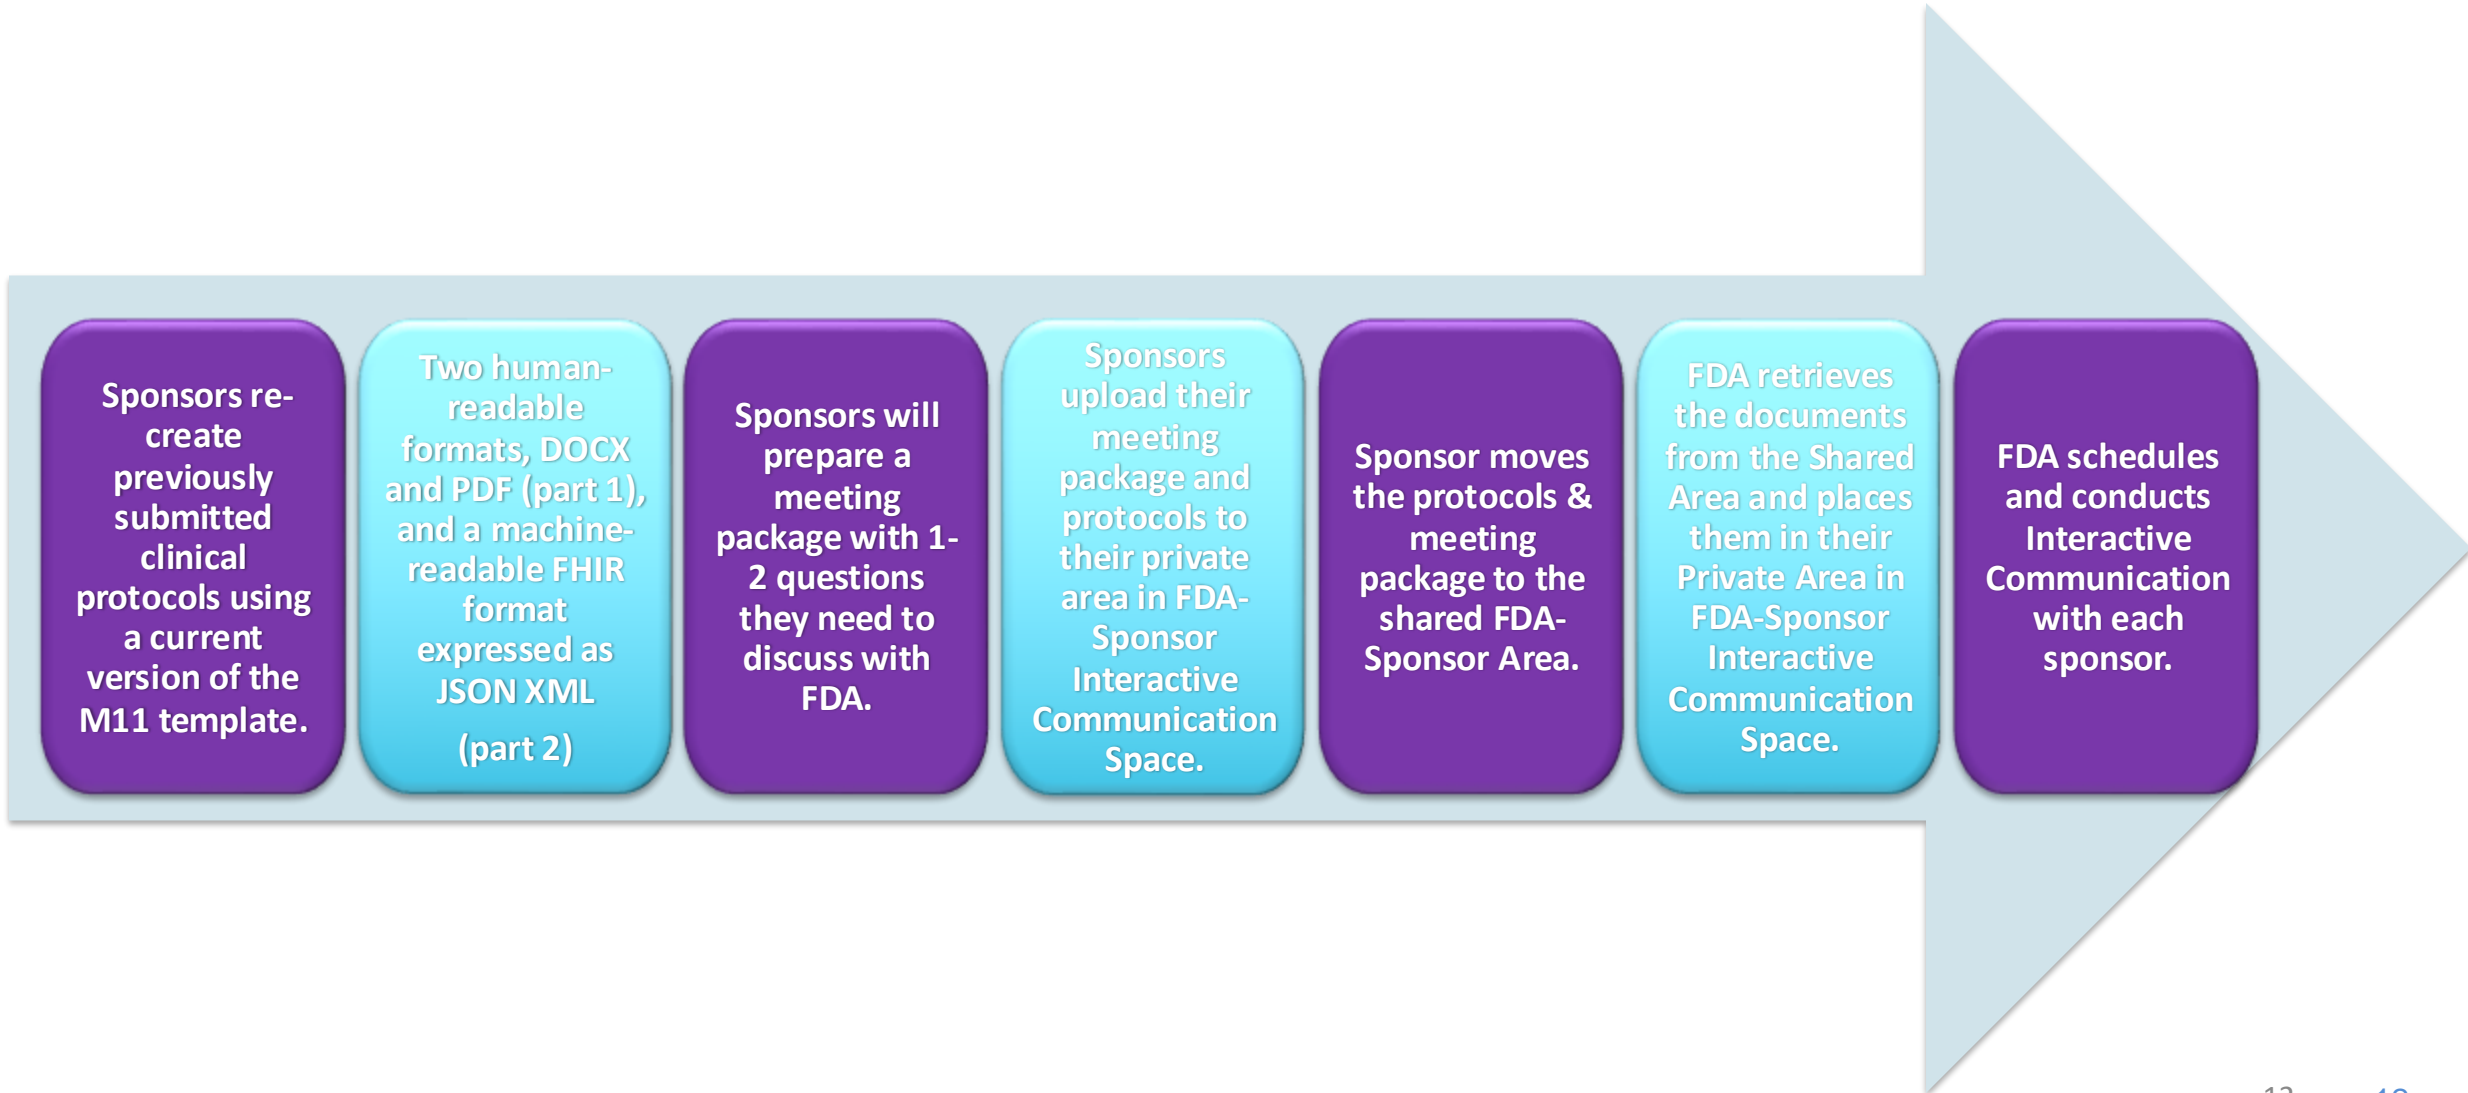 Sponsors re-
create
previously
submitted
clinical
protocols using
a current
version of the
M11 template.
Two human-
readable
formats, DOCX
and PDF (part 1),
and a machine-
readable FHIR
format
expressed as
JSON XML
(part 2)
Sponsors will
prepare a
meeting
package with 1-
2 questions
they need to
discuss with
FDA.
Sponsors
upload their
meeting
package and
protocols to
their private
area in FDA-
Sponsor
Interactive
Communication
Space.
Sponsor moves
the protocols &
meeting
package to the
shared FDA-
Sponsor Area.
FDA retrieves
the documents
from the Shared
Area and places
them in their
Private Area in
FDA-Sponsor
Interactive
Communication
Space.
FDA schedules
and conducts
Interactive
Communication
with each
sponsor.